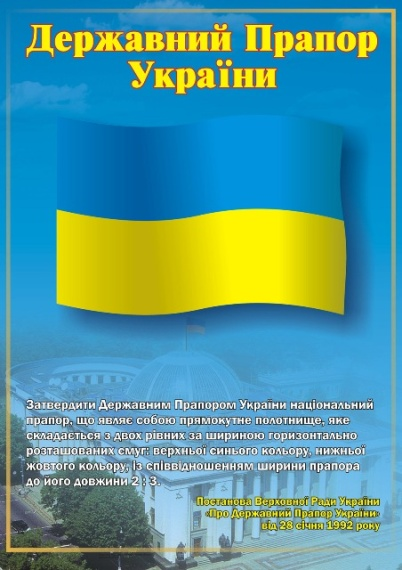 Державний Прапор
України
Затвердити Державним Прапором України національний
прапор, що являє собою прямокутне полотнище, яке
складається з двох рівних за шириною горизонтально
розташованих смуг: верхньої синього кольору, нижньої
жовтого кольору, із співвідношенням ширини прапора
до його довжини 2 : 3.
Постанова Верховної Ради України
«Про Державний Прапор України»
від 28 січня 1992 року